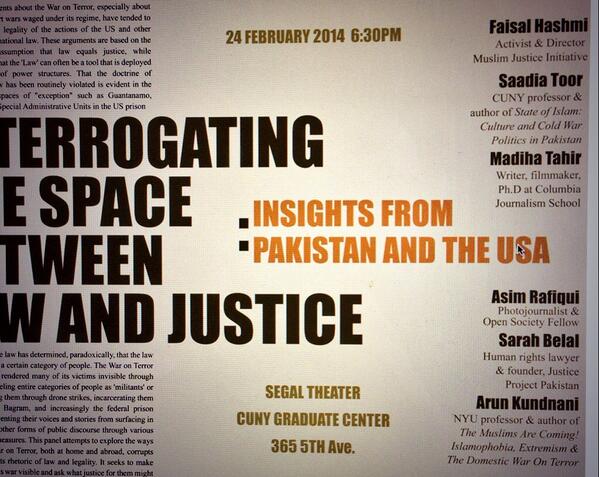 ents about the War on Terror, especially about
rt wars waged under its regime, have tended to
legality of the actions of the US and other
national law. These arguments are based on the
ssumption that law equals justice, while
hat the 'Law' can often be a tool that is deployed
of power structures. That the doctrine of
w has been routinely violated is evident in the
spaces of "exception" such as Guantanamo,
Special Administrative Units in the US prison
TERROGATING
E SPACE
TWEEN
W AND JUSTICE
e law has determined, paradoxically, that the law
a certain category of people. The War on Terror
rendered many of its victims invisible through
eling entire categories of people as 'militants' or
g them through drone strikes, incarcerating them
Bagram, and increasingly the federal prison
enting their voices and stories from surfacing in
other forms of public discourse through various
easures. This panel attempts to explore the ways
r on Terror, both at home and abroad, corrupts
ts rhetoric of law and legality. It seeks to make
s war visible and ask what justice for them might
24 FEBRUARY 2014 6:30PM
: INSIGHTS FROM
PAKISTAN AND THE USA
SEGAL THEATER
CUNY GRADUATE CENTER
365 5TH Ave.
Faisal Hashmi
Activist & Director
Muslim Justice Initiative
Saadia Toor
CUNY professor &
author of State of Islam:
Culture and Cold War
Politics in Pakistan
Madiha Tahir
Writer, filmmaker,
Ph.D at Columbia
Journalism School
Asim Rafiqui
Photojournalist &
Open Society Fellow
Sarah Belal
Human rights lawyer
& founder, Justice
Project Pakistan
Arun Kundnani
NYU professor & author of
The Muslims Are Coming!
Islamophobia, Extremism &
The Domestic War On Terror